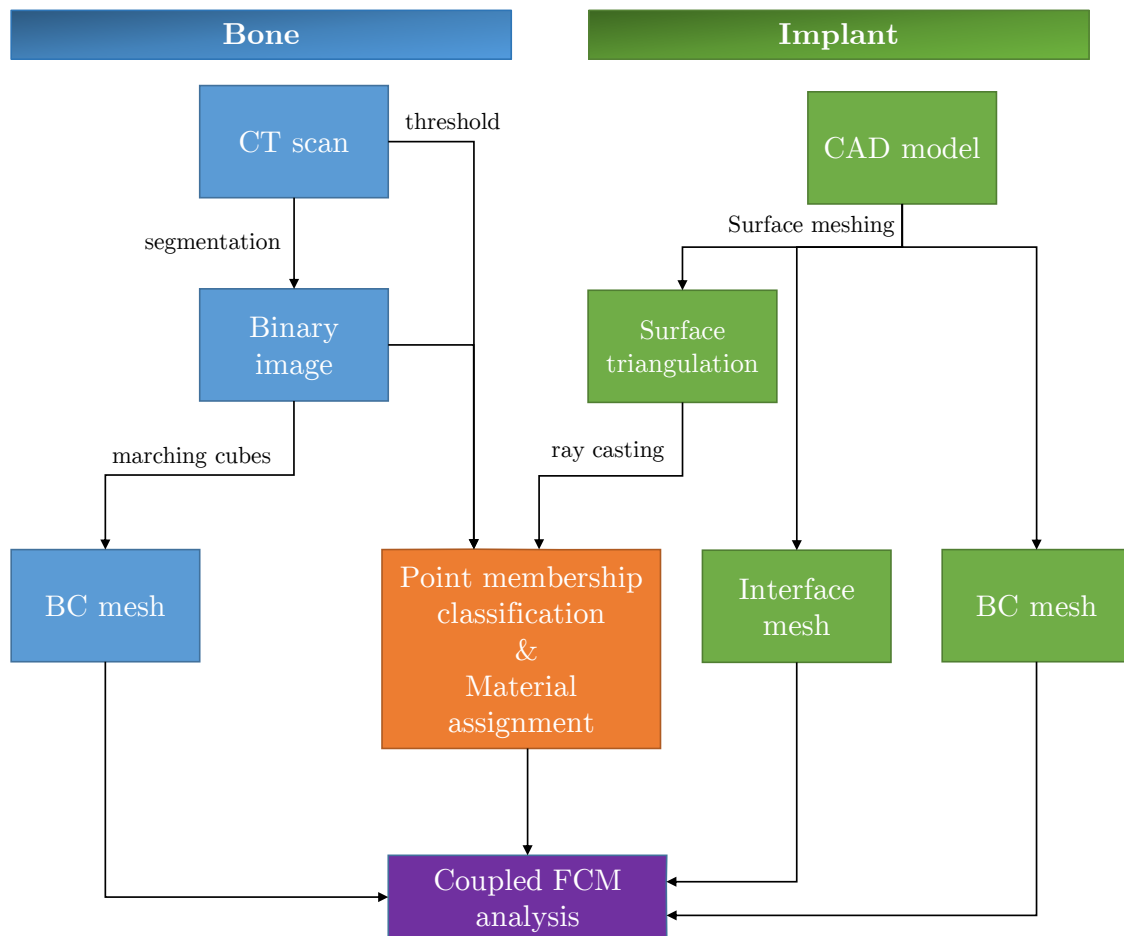 Bone
Implant
CT scan
threshold
CAD model
segmentation
Surface meshing
Binary
image
Surface
triangulation
marching cubes
ray casting
BC mesh
Point membership
classification
&
Material
assignment
Interface
mesh
BC mesh
Coupled FCM
analysis